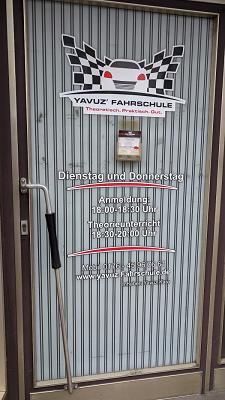 YAVUZ' FAHRSCHULE
Theoretisch. Praktisch. Gut.
Dienstag und Donnerstag
Anmeldung:
18:00-18:30 Uhr
Theorieunterricht
18:30-20:00 Uhr
www.yavuz-fahrschule.de